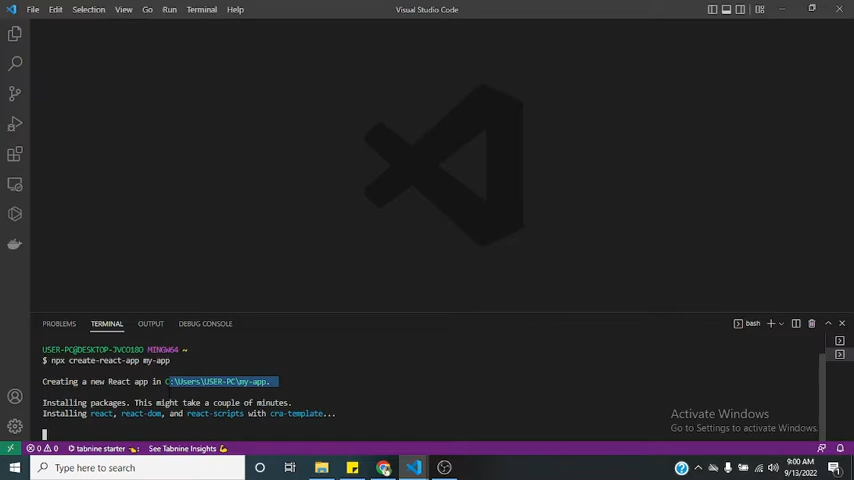 File Edit Selection View Go Run Terminal Help
Visual Studio Code
PROBLEMS TERMINAL OUTPUT DEBUG CONSOLE
bash
USER-PC@DESKTOP-JVCO18O MINGW64 ~
$ npx create-react-app my-app
Creating a new React app in C:\Users\USER-PC\my-app.
Installing packages. This might take a couple of minutes.
Installing react, react-dom, and react-scripts with cra-template...
Activate Windows
Go to Settings to activate Windows.
0 0 tabnine starter See Tabnine Insights
Type here to search
9:00 AM
9/13/2022